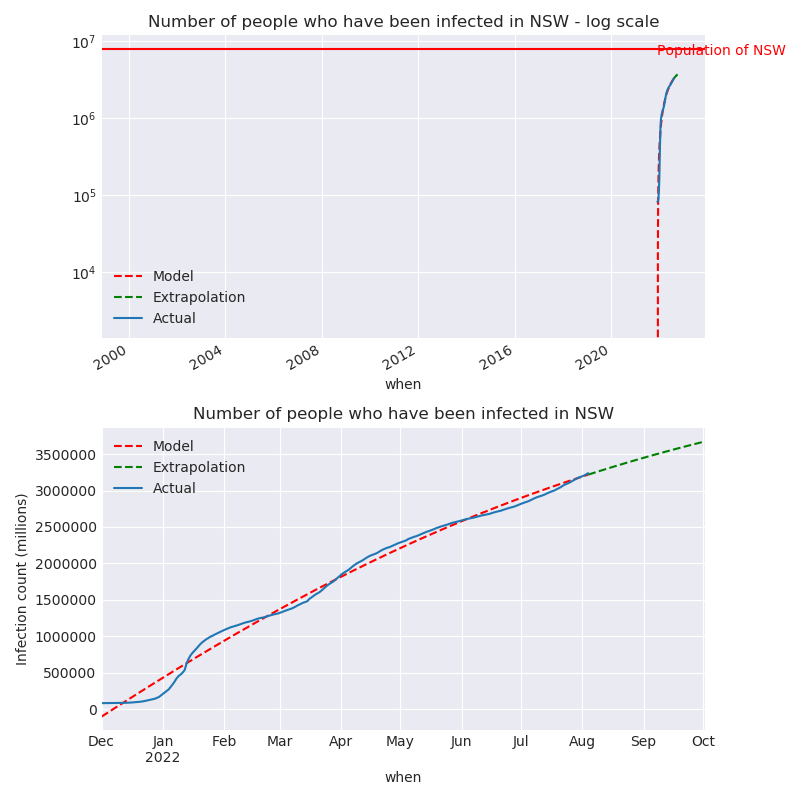 Number of people who have been infected in NSW - log scale
10^7
Population of NSW
10^6
10^5
10^4
Model
Extrapolation
Actual
2000 2004 2008 2012 2016 2020
when
Number of people who have been infected in NSW
Infection count (millions)
Model
Extrapolation
Actual
3500000
3000000
2500000
2000000
1500000
1000000
500000
0
Dec Jan Feb Mar Apr May Jun Jul Aug Sep Oct
2022
when